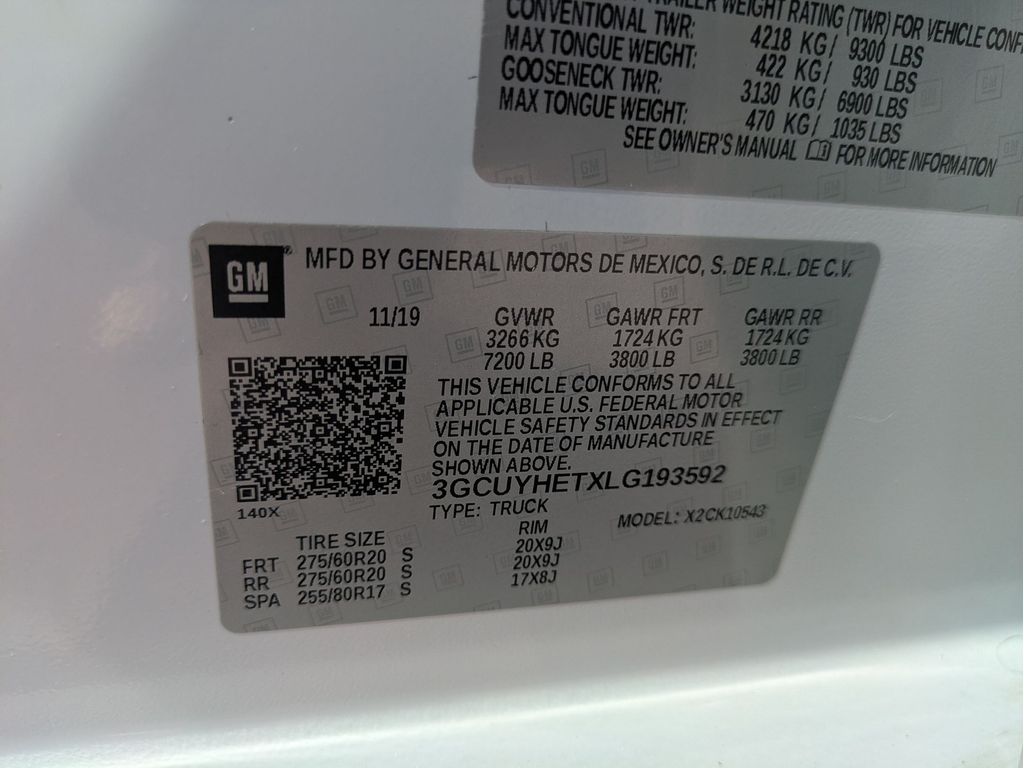 TRAILER WEIGHT RATING (TWR) FOR VEHICLE
CONVENTIONAL TWR: 4218 KG/ 9300 LBS
MAX TONGUE WEIGHT: 422 KG/ 930 LBS
GOOSENECK TWR: 3130 KG/ 6900 LBS
MAX TONGUE WEIGHT: 470 KG/ 1035 LBS
SEE OWNER'S MANUAL FOR MORE INFORMATION
GM® MFD BY GENERAL MOTORS DE MEXICO, S. DE R.L. DE C.V.
11/19 GVWR GAWR FRT GAWR RR
3266 KG 1724 KG 1724 KG
7200 LB 3800 LB 3800 LB
THIS VEHICLE CONFORMS TO ALL
APPLICABLE U.S. FEDERAL MOTOR
VEHICLE SAFETY STANDARDS IN EFFECT
ON THE DATE OF MANUFACTURE
SHOWN ABOVE.
3GCUYHETXLG193592
140X
TYPE: TRUCK MODEL: X2CK10543
TIRE SIZE RIM
FRT 275/60R20 S 20X9J
RR 275/60R20 S 20X9J
SPA 255/80R17 S 17X8J